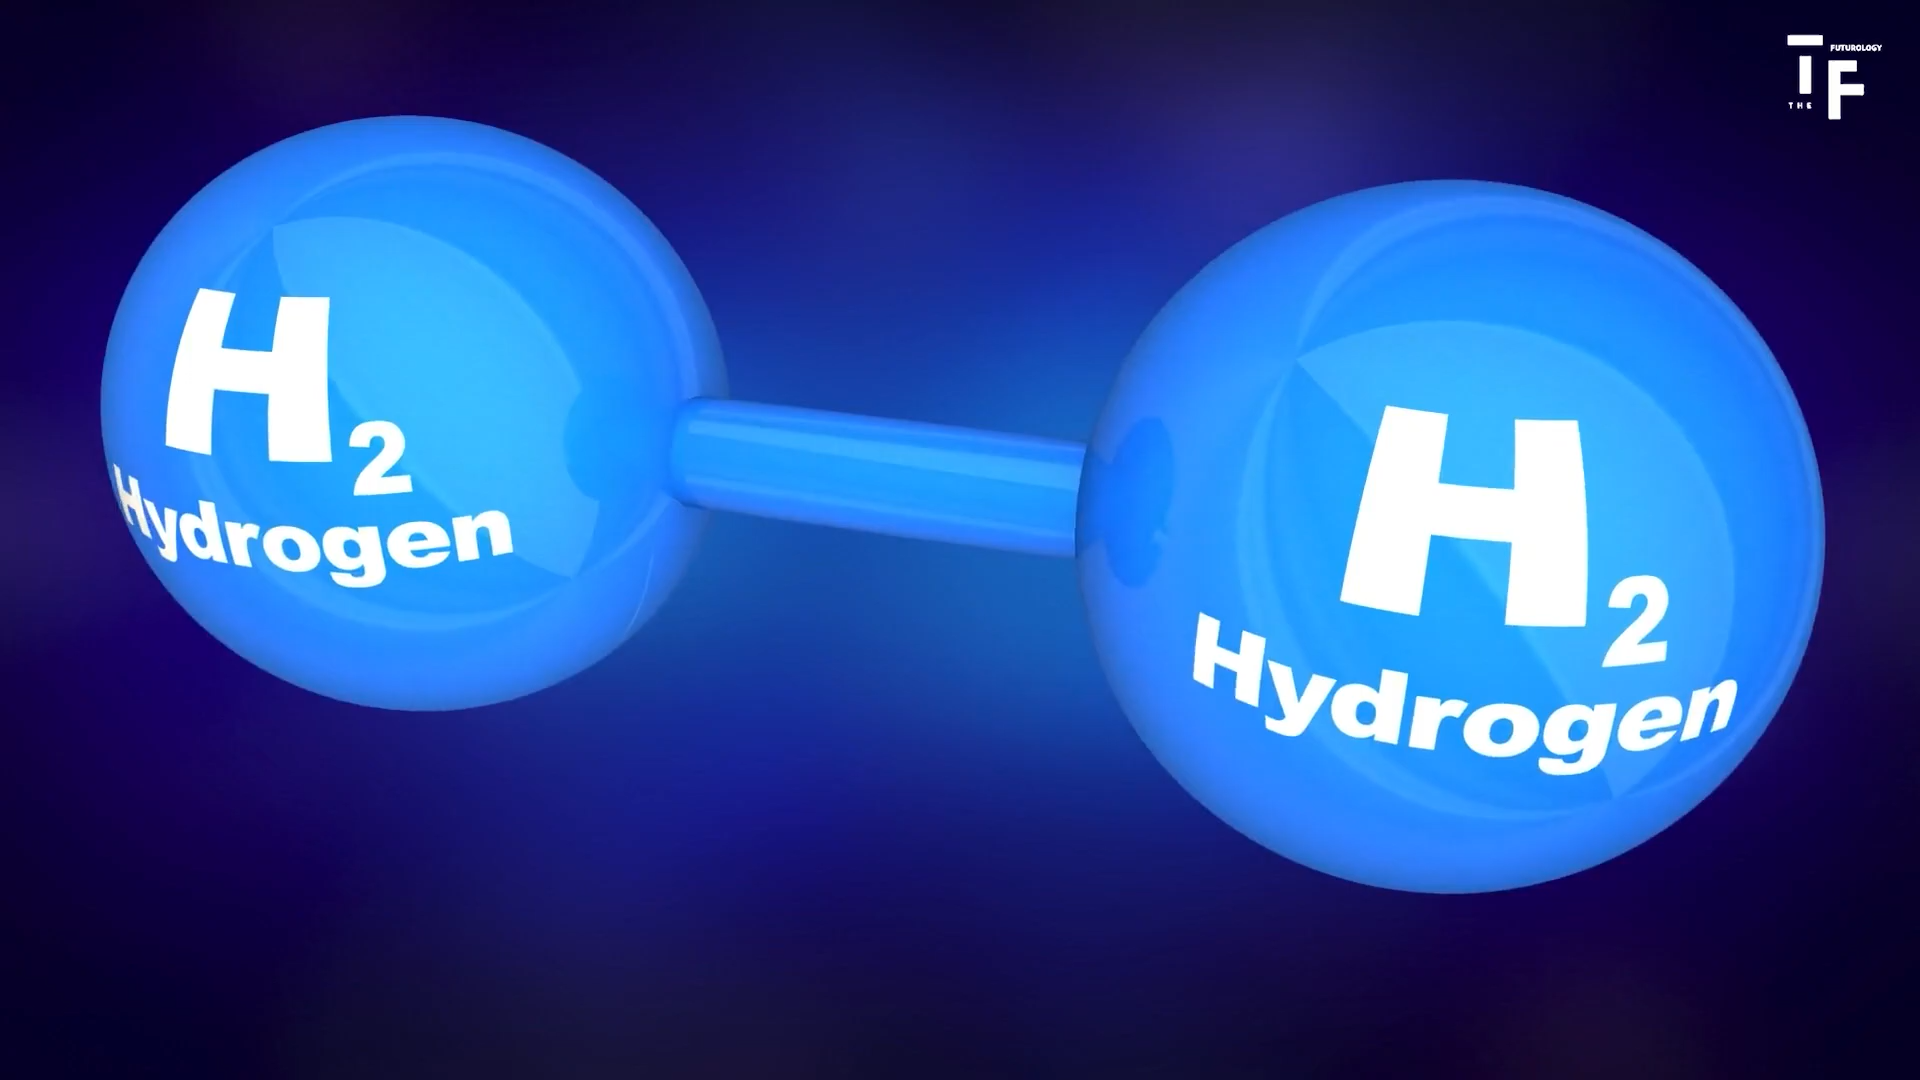 H2
Hydrogen
H2
Hydrogen
THE
FUTUROLOGY
TF